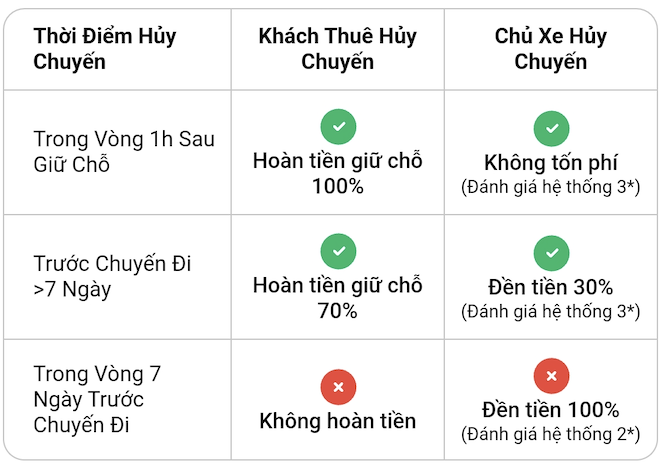 Thời Điểm Hủy
Chuyến
Khách Thuê Hủy
Chuyến
Chủ Xe Hủy
Chuyến
Trong Vòng 1h Sau
Giữ Chỗ
Hoàn tiền giữ chỗ
100%
Không tốn phí
(Đánh giá hệ thống 3*)
Trước Chuyến Đi
>7 Ngày
Hoàn tiền giữ chỗ
70%
Đền tiền 30%
(Đánh giá hệ thống 3*)
Trong Vòng 7
Ngày Trước
Chuyến Đi
Không hoàn tiền
Đền tiền 100%
(Đánh giá hệ thống 2*)